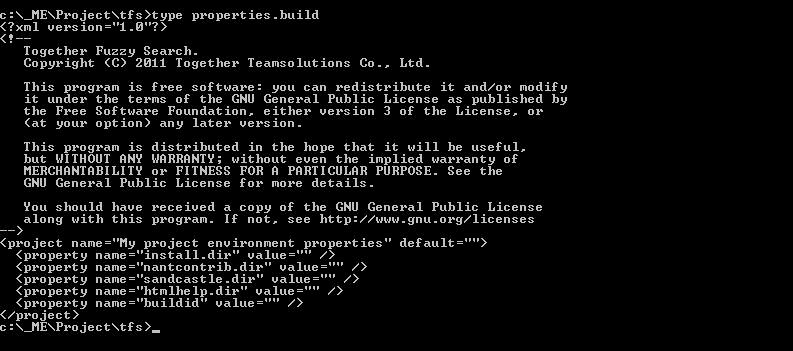 c:\_ME\Project\tfs>type properties.build
<?xml version="1.0"?>
<!--
Together Fuzzy Search.
Copyright (C) 2011 Together Teamsolutions Co., Ltd.
This program is free software: you can redistribute it and/or modify
it under the terms of the GNU General Public License as published by
the Free Software Foundation, either version 3 of the License, or
(at your option) any later version.
This program is distributed in the hope that it will be useful,
but WITHOUT ANY WARRANTY; without even the implied warranty of
MERCHANTABILITY or FITNESS FOR A PARTICULAR PURPOSE. See the
GNU General Public License for more details.
You should have received a copy of the GNU General Public License
along with this program. If not, see http://www.gnu.org/licenses
-->
<project name="My project environment properties" default="">
<property name="install.dir" value="" />
<property name="nantcontrib.dir" value="" />
<property name="sandcastle.dir" value="" />
<property name="htmlhelp.dir" value="" />
<property name="buildid" value="" />
</project>
c:\_ME\Project\tfs>_